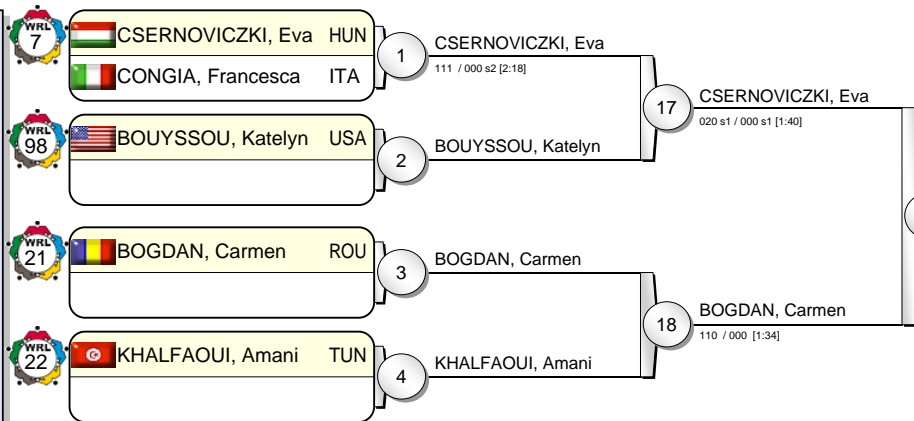 WRL
7
CSERNOVICZKI, Eva HUN
CONGIA, Francesca ITA
1
CSERNOVICZKI, Eva
111 / 000 s2 [2:18]
WRL
98
BOUYSSOU, Katelyn USA
2
BOUYSSOU, Katelyn
17
CSERNOVICZKI, Eva
020 s1 / 000 s1 [1:40]
WRL
21
BOGDAN, Carmen ROU
3
BOGDAN, Carmen
WRL
22
KHALFAOUI, Amani TUN
4
KHALFAOUI, Amani
18
BOGDAN, Carmen
110 / 000 [1:34]